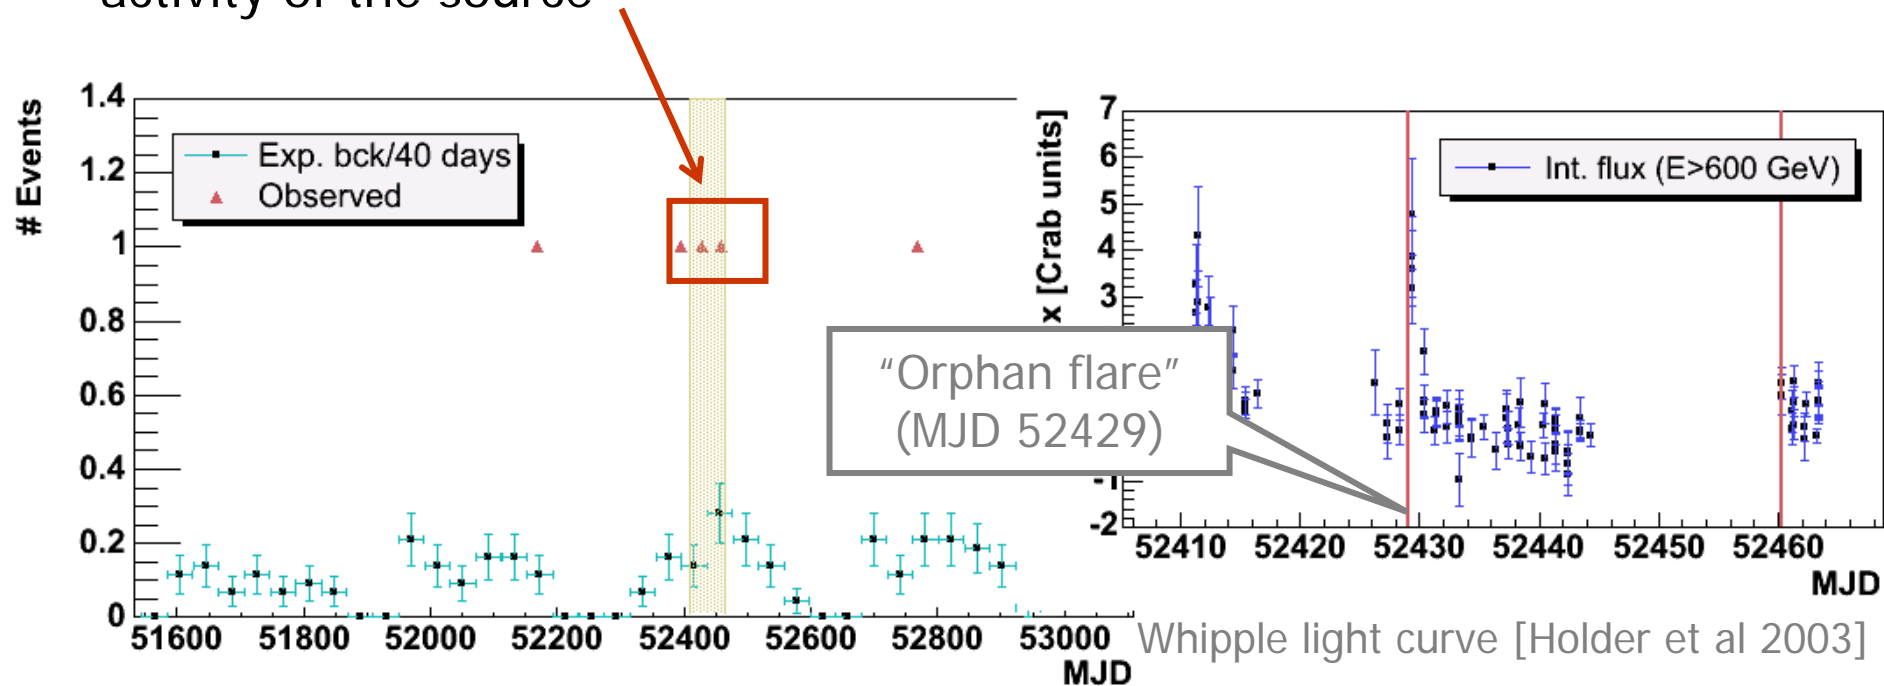 activity of the source
# Events
1.4
1.2
1
0.8
0.6
0.4
0.2
0
Exp. bck/40 days
Observed
51600 51800 52000 52200 52400 52600 52800 53000
MJD
x [Crab units]
7
6
5
4
3
-1
-2
Int. flux (E>600 GeV)
"Orphan flare"
(MJD 52429)
52410 52420 52430 52440 52450 52460
MJD
Whipple light curve [Holder et al 2003]